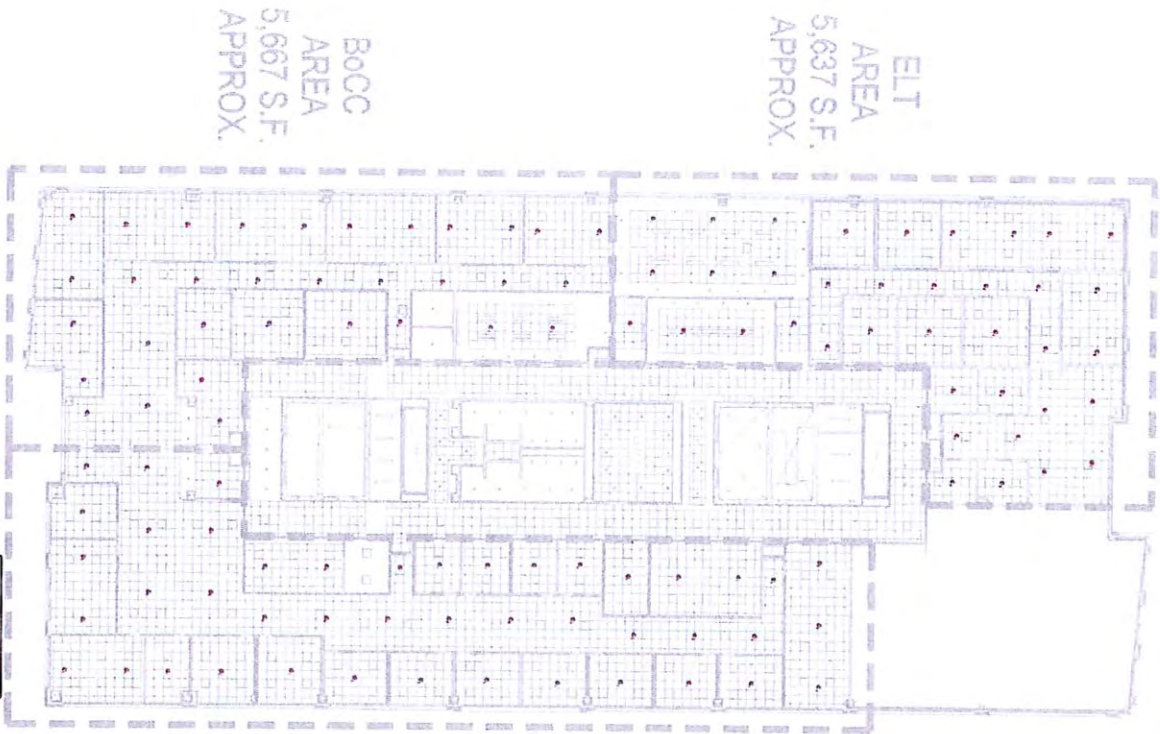 ELT
AREA
5,637 S.F.
APPROX.
BoCC
AREA
5,667 S.F.
APPROX.